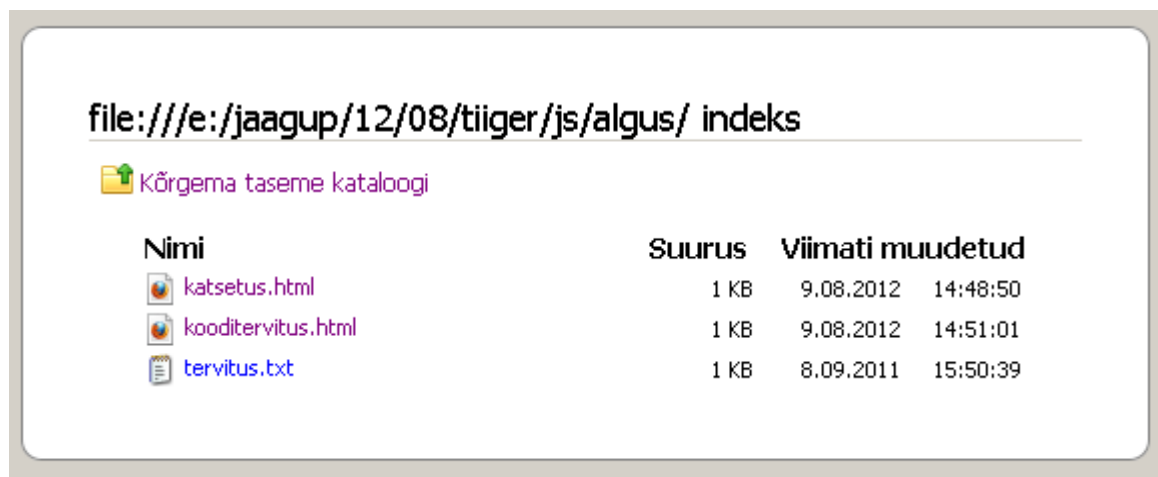 file:///e:/jaagup/12/08/tiiger/js/algus/ indeks
Kõrgema taseme kataloogi
Nimi Suurus Viimati muudetud
katsetus.html 1 KB 9.08.2012 14:48:50
kooditervitus.html 1 KB 9.08.2012 14:51:01
tervitus.txt 1 KB 8.09.2011 15:50:39